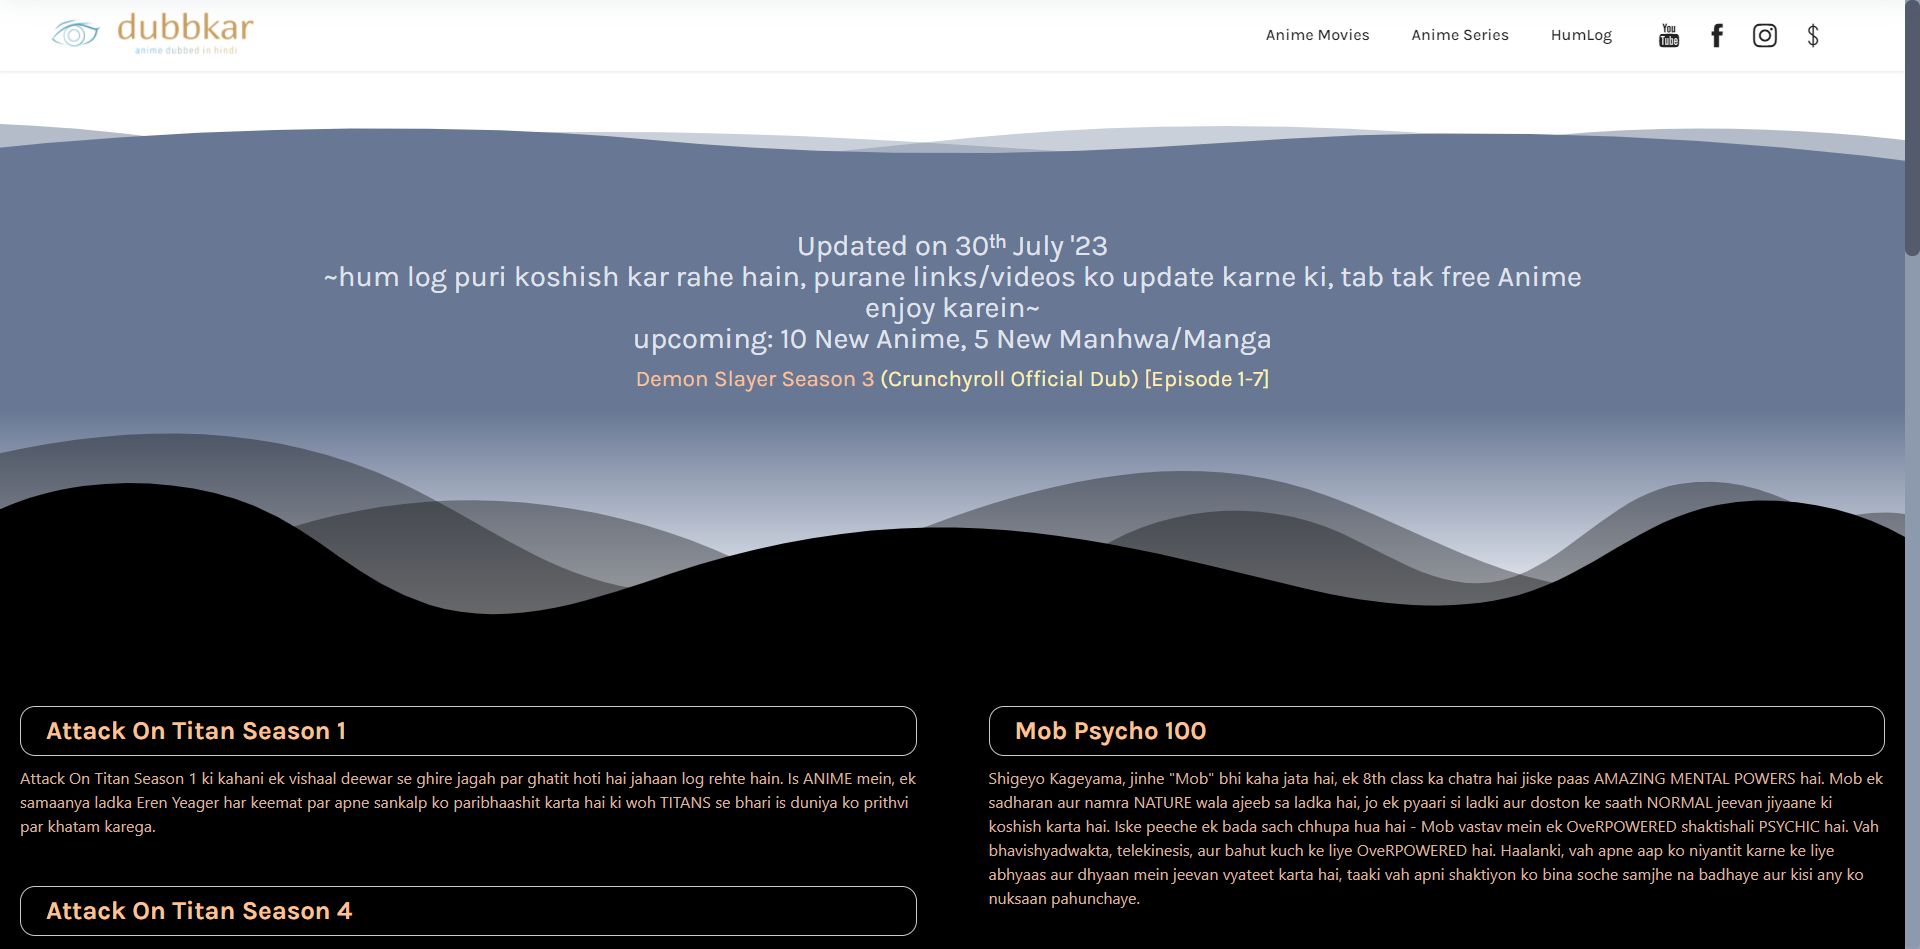 dubbkar
anime dubbed in hindi
Anime Movies
Anime Series
HumLog
You
Tube
f
$
Updated on 30th July '23
~hum log puri koshish kar rahe hain, purane links/videos ko update karne ki, tab tak free Anime
enjoy karein~
upcoming: 10 New Anime, 5 New Manhwa/Manga
Demon Slayer Season 3 (Crunchyroll Official Dub) [Episode 1-7]
Attack On Titan Season 1
Attack On Titan Season 1 ki kahani ek vishaal deewar se ghire jagah par ghatit hoti hai jahaan log rehte hain. Is ANIME mein, ek
samaanya ladka Eren Yeager har keemat par apne sankalp ko paribhaashit karta hai ki woh TITANS se bhari is duniya ko prithvi
par khatam karega.
Attack On Titan Season 4
Mob Psycho 100
Shigeyo Kageyama, jinhe "Mob" bhi kaha jata hai, ek 8th class ka chatra hai jiske paas AMAZING MENTAL POWERS hai. Mob ek
sadharan aur namra NATURE wala ajeeb sa ladka hai, jo ek pyaari si ladki aur doston ke saath NORMAL jeevan jiyaane ki
koshish karta hai. Iske peeche ek bada sach chhupa hua hai - Mob vastav mein ek OveRPOWERED shaktishali PSYCHIC hai. Vah
bhavishyadwakta, telekinesis, aur bahut kuch ke liye OveRPOWERED hai. Haalanki, vah apne aap ko niyantit karne ke liye
abhyaas aur dhyaan mein jeevan vyateet karta hai, taaki vah apni shaktiyon ko bina soche samjhe na badhaye aur kisi any ko
nuksaan pahunchaye.